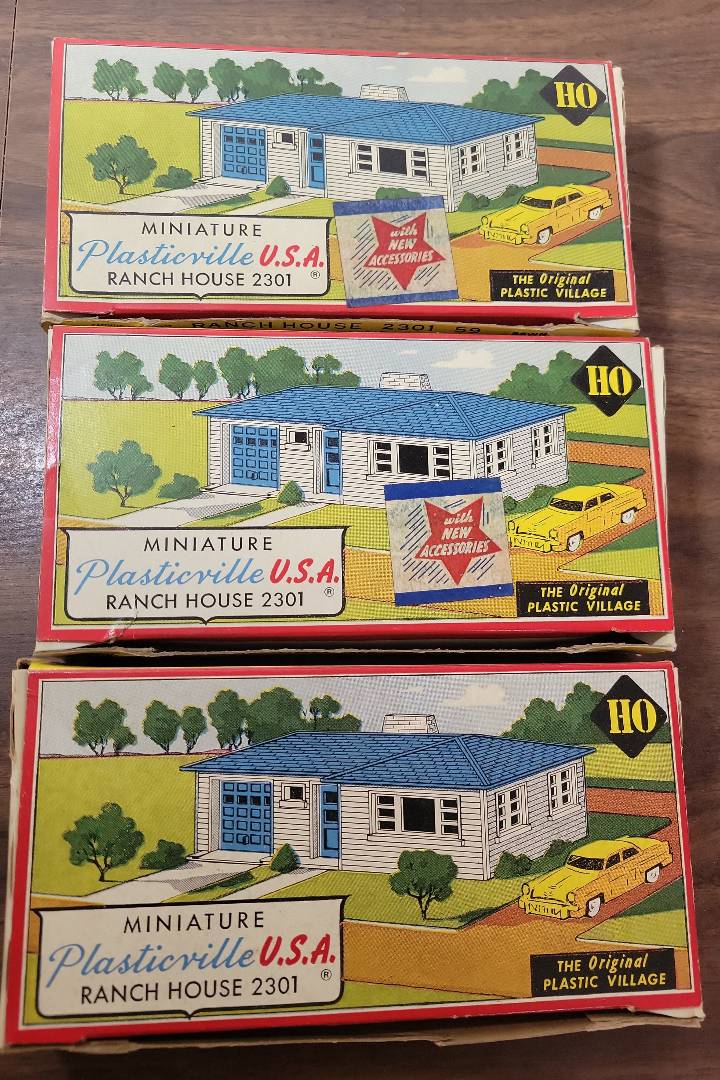 HO
with
NEW
ACCESSORIES
MINIATURE
Plasticville U.S.A.
RANCH HOUSE 2301 ®
THE Original
PLASTIC VILLAGE
RANCH HOUSE 2301 59
HO
with
NEW
ACCESSORIES
MINIATURE
Plasticville U.S.A.
RANCH HOUSE 2301 ®
THE Original
PLASTIC VILLAGE
HO
MINIATURE
Plasticville U.S.A.
RANCH HOUSE 2301 ®
THE Original
PLASTIC VILLAGE